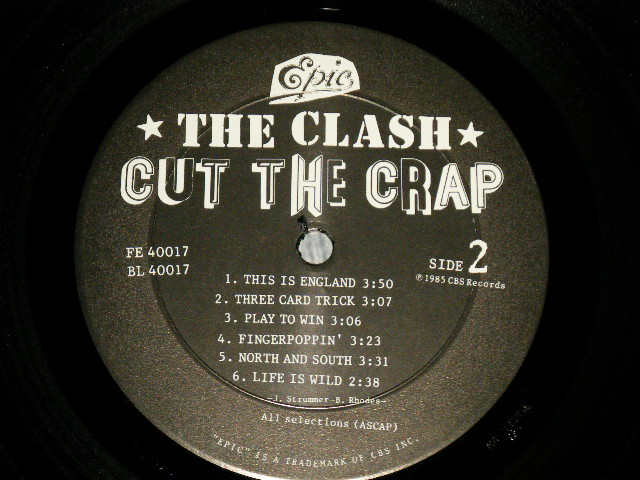 Epic
★ THE CLASH ★
CUT THE CRAP
FE 40017
BL 40017
SIDE 2
℗ 1985 CBS Records
1. THIS IS ENGLAND 3:50
2. THREE CARD TRICK 3:07
3. PLAY TO WIN 3:06
4. FINGERPOPPIN' 3:23
5. NORTH AND SOUTH 3:31
6. LIFE IS WILD 2:38
-J. Strummer-B. Rhodes-
All selections (ASCAP)
"EPIC" IS A TRADEMARK OF CBS INC.